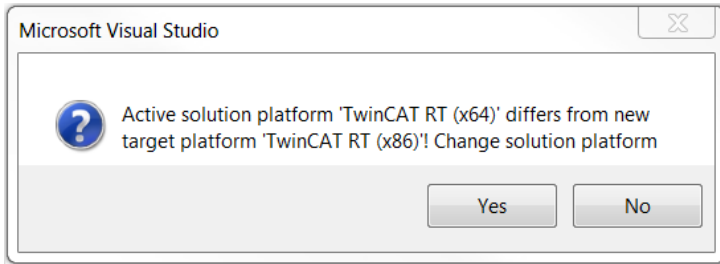 Microsoft Visual Studio
Active solution platform 'TwinCAT RT (x64)' differs from new
target platform 'TwinCAT RT (x86)'! Change solution platform
Yes
No